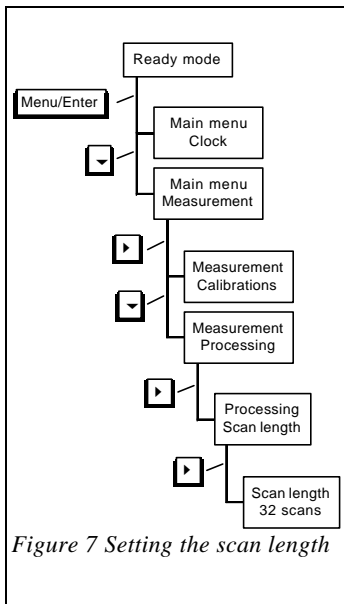 Ready mode
Menu/Enter
Main menu
Clock
Main menu
Measurement
Measurement
Calibrations
Measurement
Processing
Processing
Scan length
Scan length
32 scans
Figure 7 Setting the scan length